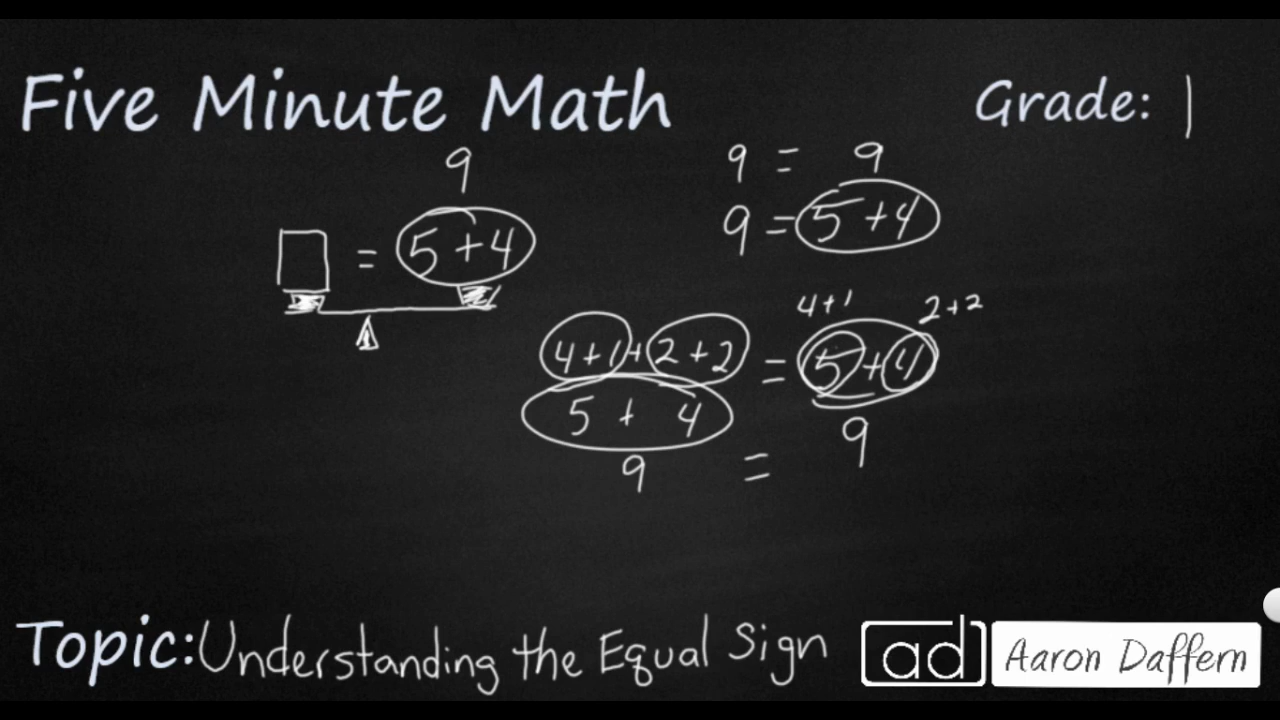 Five Minute Math
Grade: 1
9
□ = 5 + 4
9 = 9
9 = 5 + 4
4 + 1 2 + 2
4 + 1 + 2 + 2 = 5 + 4
5 + 4
9 = 9
Topic: Understanding the Equal Sign
ad Aaron Daffern